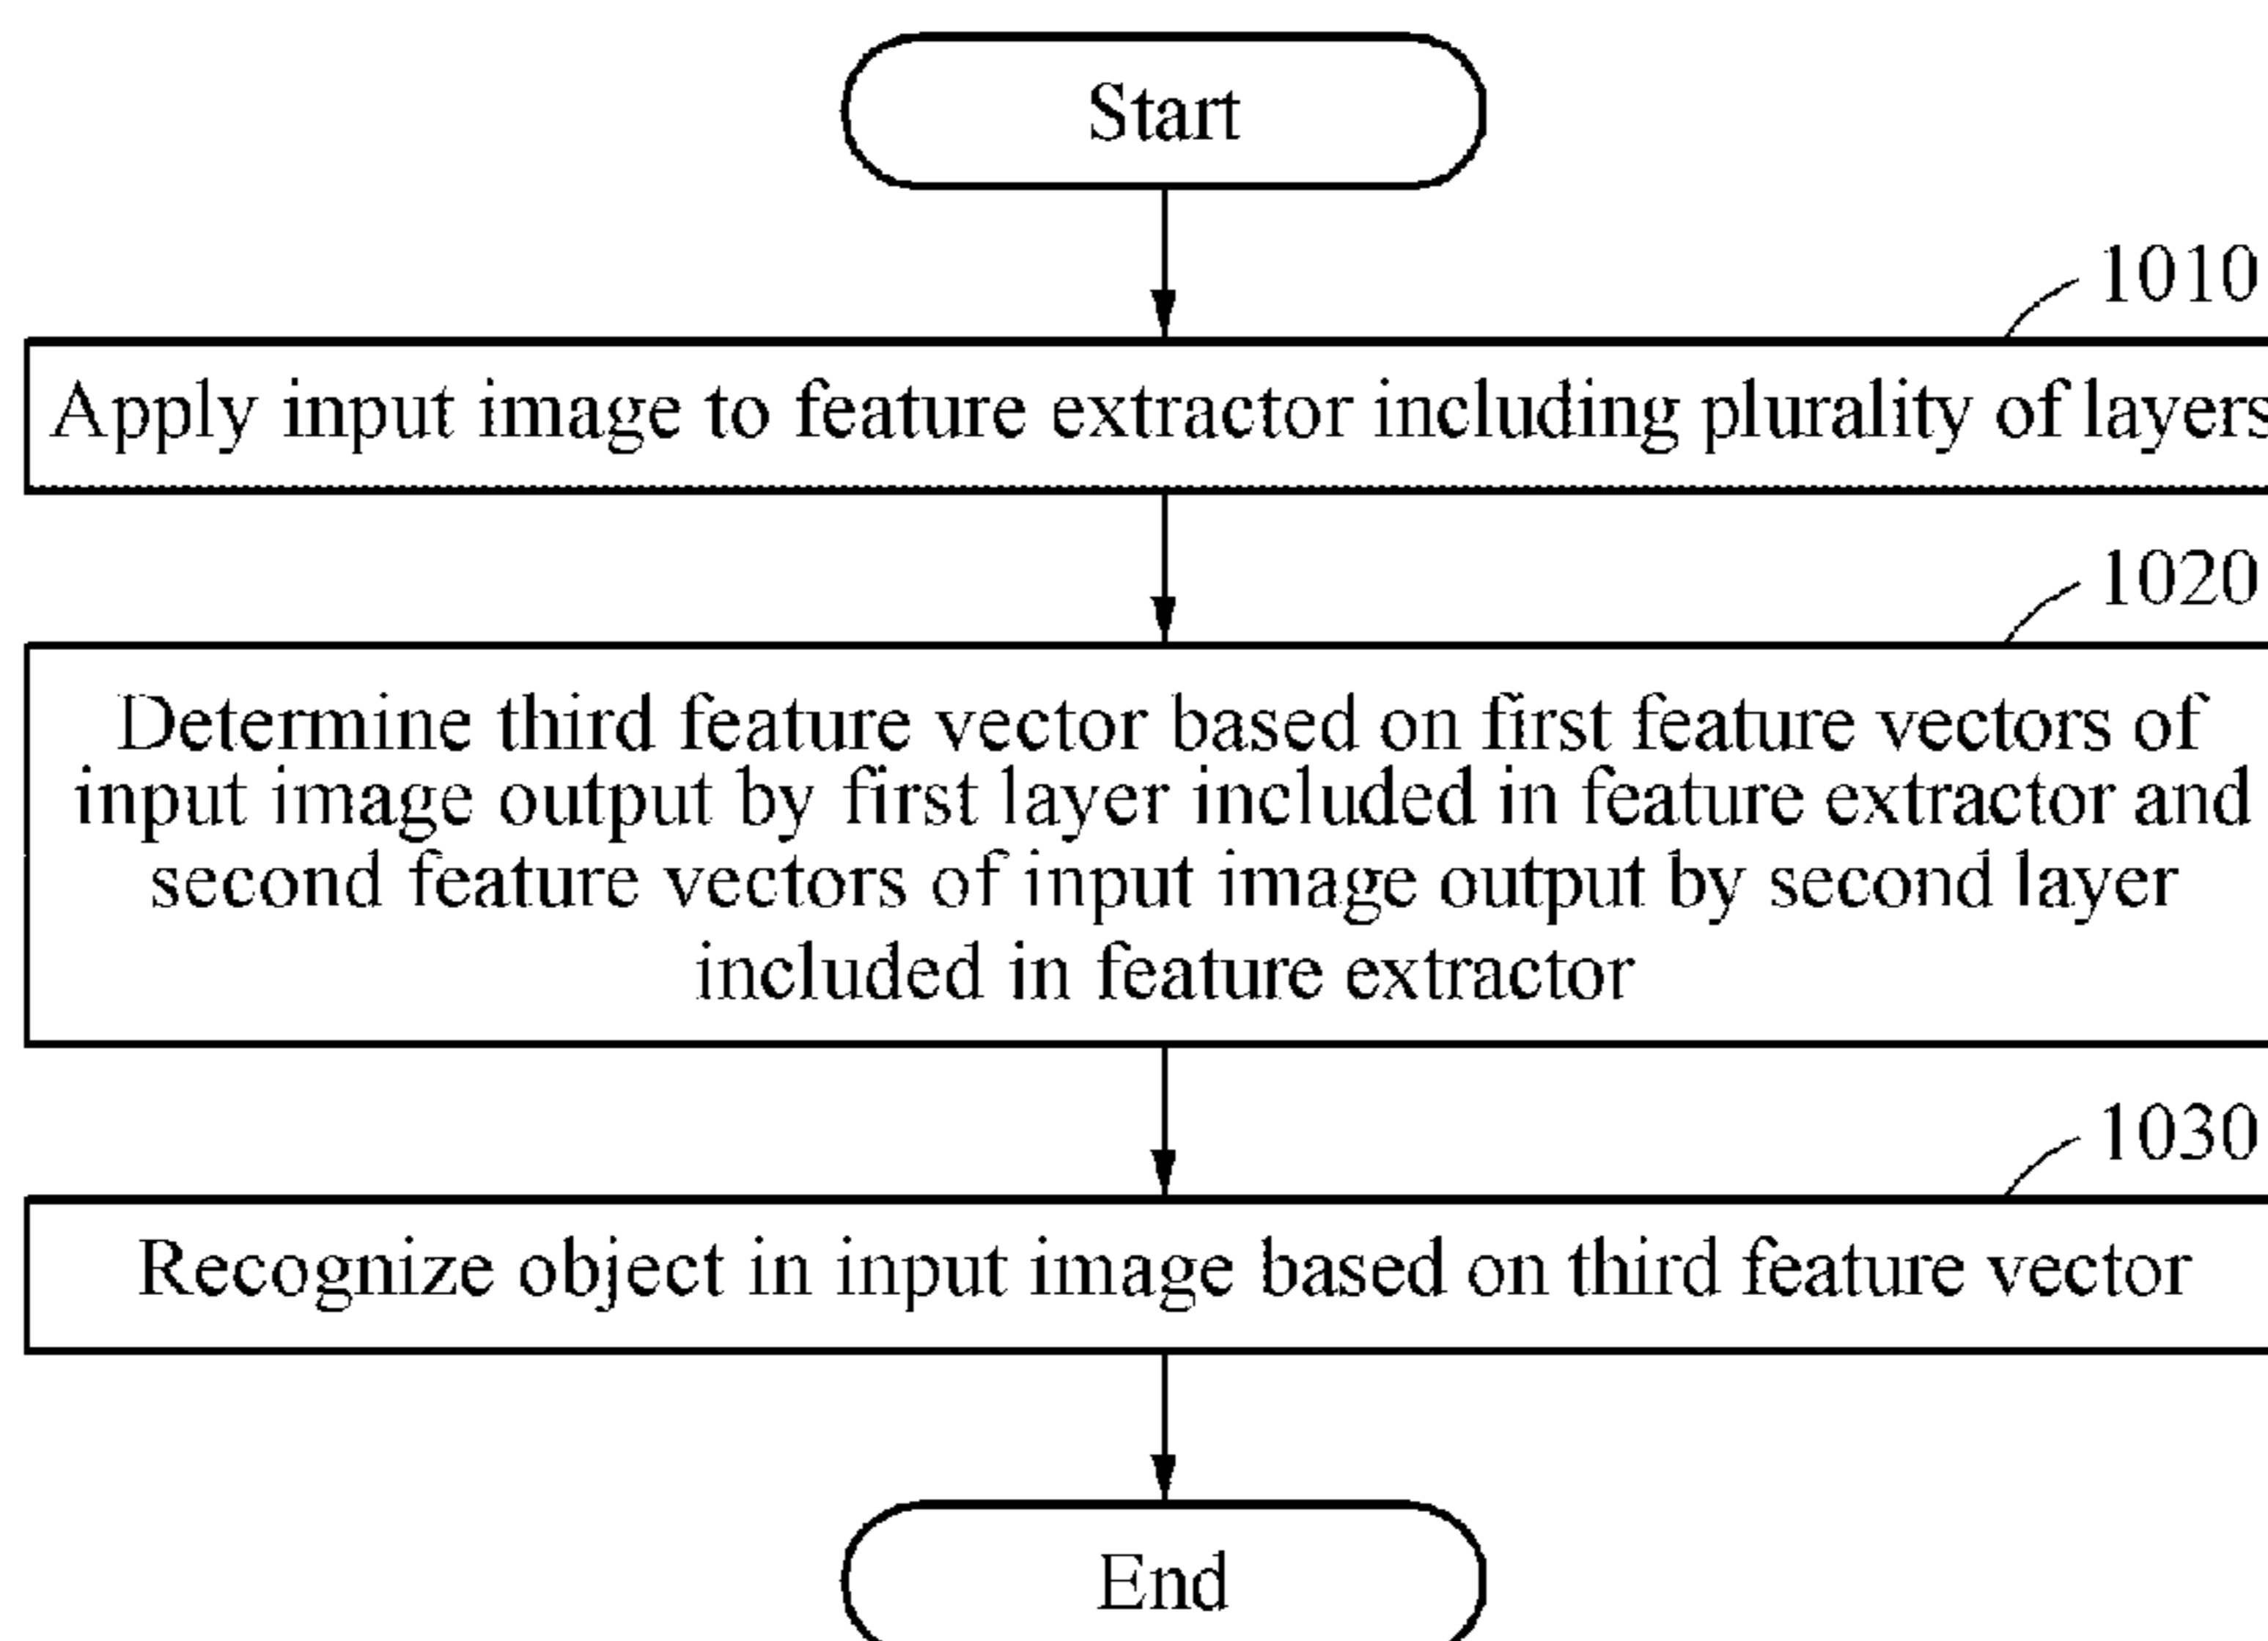 Start
1010
Apply input image to feature extractor including plurality of layers
1020
Determine third feature vector based on first feature vectors of
input image output by first layer included in feature extractor and
second feature vectors of input image output by second layer
included in feature extractor
1030
Recognize object in input image based on third feature vector
End